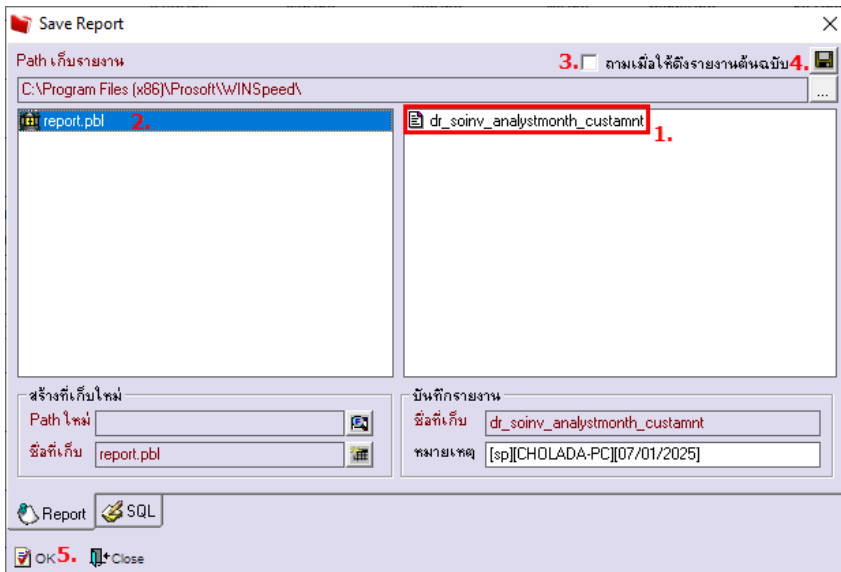 Save Report
Path เก็บรายงาน
3. ถามเมื่อให้ดึงรายงานต้นฉบับ 4.
C:\Program Files (x86)\Prosoft\WINSpeed\
...
report.pbl 2.
dr_soinv_analystmonth_custamnt
1.
สร้างที่เก็บใหม่
Path ใหม่
ชื่อที่เก็บ report.pbl
บันทึกรายงาน
ชื่อที่เก็บ dr_soinv_analystmonth_custamnt
หมายเหตุ [sp][CHOLADA-PC][07/01/2025]
Report SQL
OK 5. Close